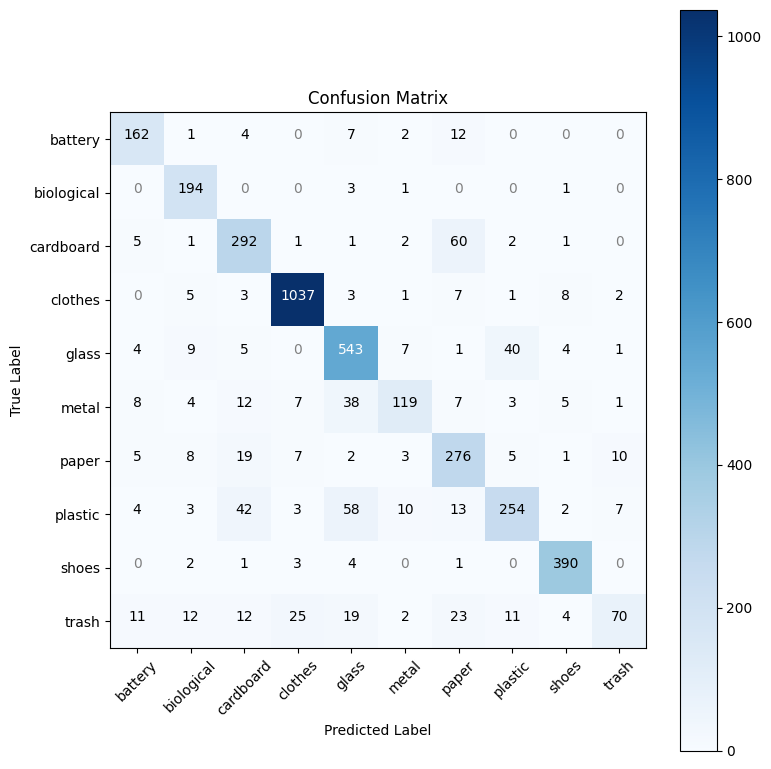 Confusion Matrix
battery 162 1 4 0 7 2 12 0 0 0
biological 0 194 0 0 3 1 0 0 1 0
cardboard 5 1 292 1 1 2 60 2 1 0
clothes 0 5 3 1037 3 1 7 1 8 2
glass 4 9 5 0 543 7 1 40 4 1
metal 8 4 12 7 38 119 7 3 5 1
paper 5 8 19 7 2 3 276 5 1 10
plastic 4 3 42 3 58 10 13 254 2 7
shoes 0 2 1 3 4 0 1 0 390 0
trash 11 12 12 25 19 2 23 11 4 70
battery biological cardboard clothes glass metal paper plastic shoes trash
Predicted Label
True Label
1000
800
600
400
200
0